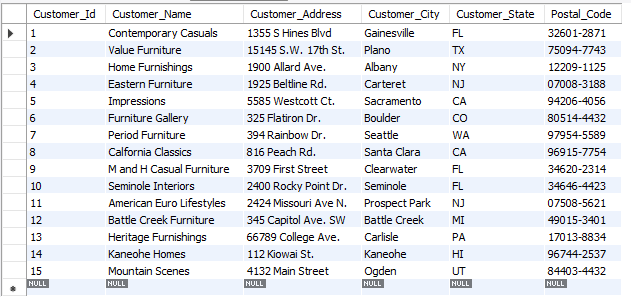 Customer_Id Customer_Name Customer_Address Customer_City Customer_State Postal_Code
1 Contemporary Casuals 1355 S Hines Blvd Gainesville FL 32601-2871
2 Value Furniture 15145 S.W. 17th St. Plano TX 75094-7743
3 Home Furnishings 1900 Allard Ave. Albany NY 12209-1125
4 Eastern Furniture 1925 Beltline Rd. Carteret NJ 07008-3188
5 Impressions 5585 Westcott Ct. Sacramento CA 94206-4056
6 Furniture Gallery 325 Flatiron Dr. Boulder CO 80514-4432
7 Period Furniture 394 Rainbow Dr. Seattle WA 97954-5589
8 Calfornia Classics 816 Peach Rd. Santa Clara CA 96915-7754
9 M and H Casual Furniture 3709 First Street Clearwater FL 34620-2314
10 Seminole Interiors 2400 Rocky Point Dr. Seminole FL 34646-4423
11 American Euro Lifestyles 2424 Missouri Ave N. Prospect Park NJ 07508-5621
12 Battle Creek Furniture 345 Capitol Ave. SW Battle Creek MI 49015-3401
13 Heritage Furnishings 66789 College Ave. Carlisle PA 17013-8834
14 Kaneohe Homes 112 Kiowai St. Kaneohe HI 96744-2537
15 Mountain Scenes 4132 Main Street Ogden UT 84403-4432
NULL NULL NULL NULL NULL NULL